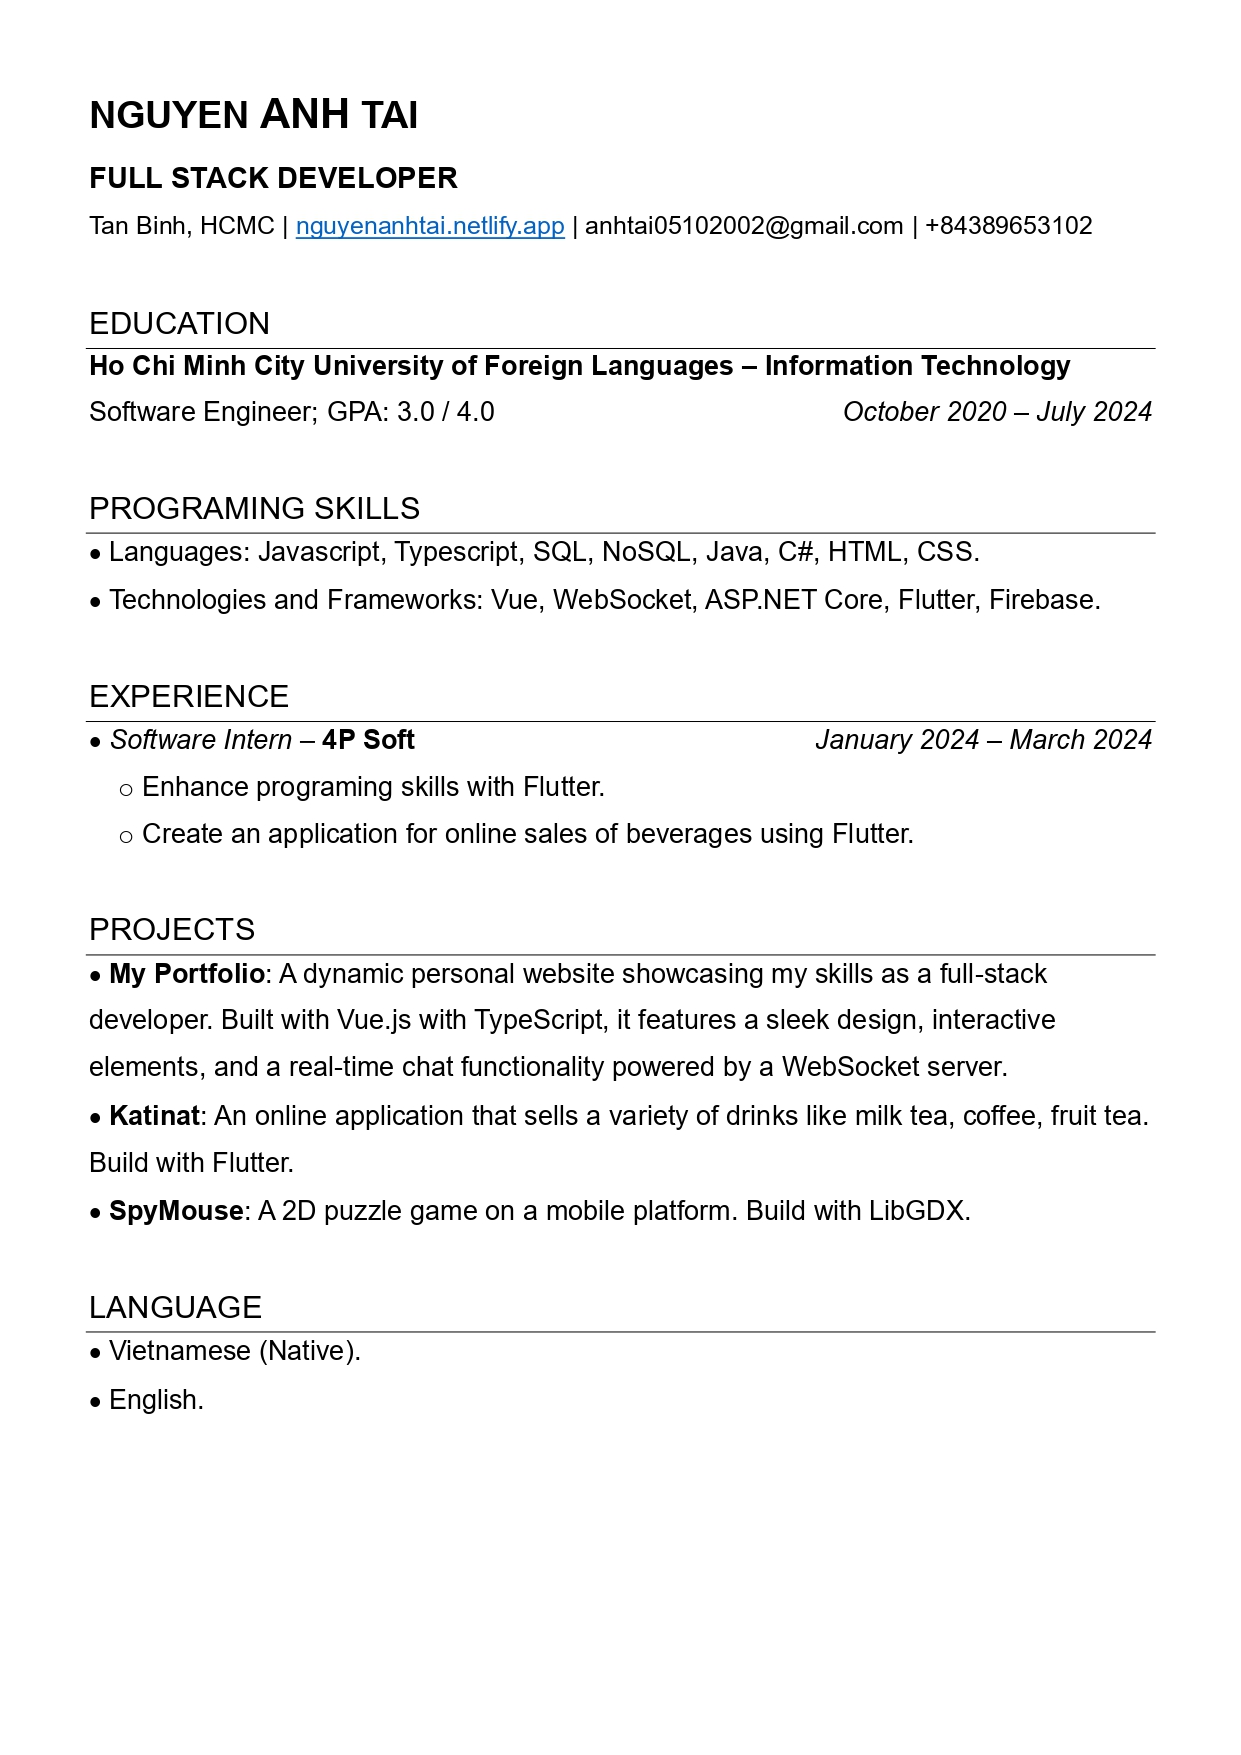 NGUYEN ANH TAI
FULL STACK DEVELOPER
Tan Binh, HCMC | nguyenanhtai.netlify.app | anhtai05102002@gmail.com | +84389653102
EDUCATION
Ho Chi Minh City University of Foreign Languages – Information Technology
Software Engineer; GPA: 3.0 / 4.0 October 2020 – July 2024
PROGRAMING SKILLS
• Languages: Javascript, Typescript, SQL, NoSQL, Java, C#, HTML, CSS.
• Technologies and Frameworks: Vue, WebSocket, ASP.NET Core, Flutter, Firebase.
EXPERIENCE
• Software Intern – 4P Soft January 2024 – March 2024
○ Enhance programing skills with Flutter.
○ Create an application for online sales of beverages using Flutter.
PROJECTS
• My Portfolio: A dynamic personal website showcasing my skills as a full-stack
developer. Built with Vue.js with TypeScript, it features a sleek design, interactive
elements, and a real-time chat functionality powered by a WebSocket server.
• Katinat: An online application that sells a variety of drinks like milk tea, coffee, fruit tea.
Build with Flutter.
• SpyMouse: A 2D puzzle game on a mobile platform. Build with LibGDX.
LANGUAGE
• Vietnamese (Native).
• English.